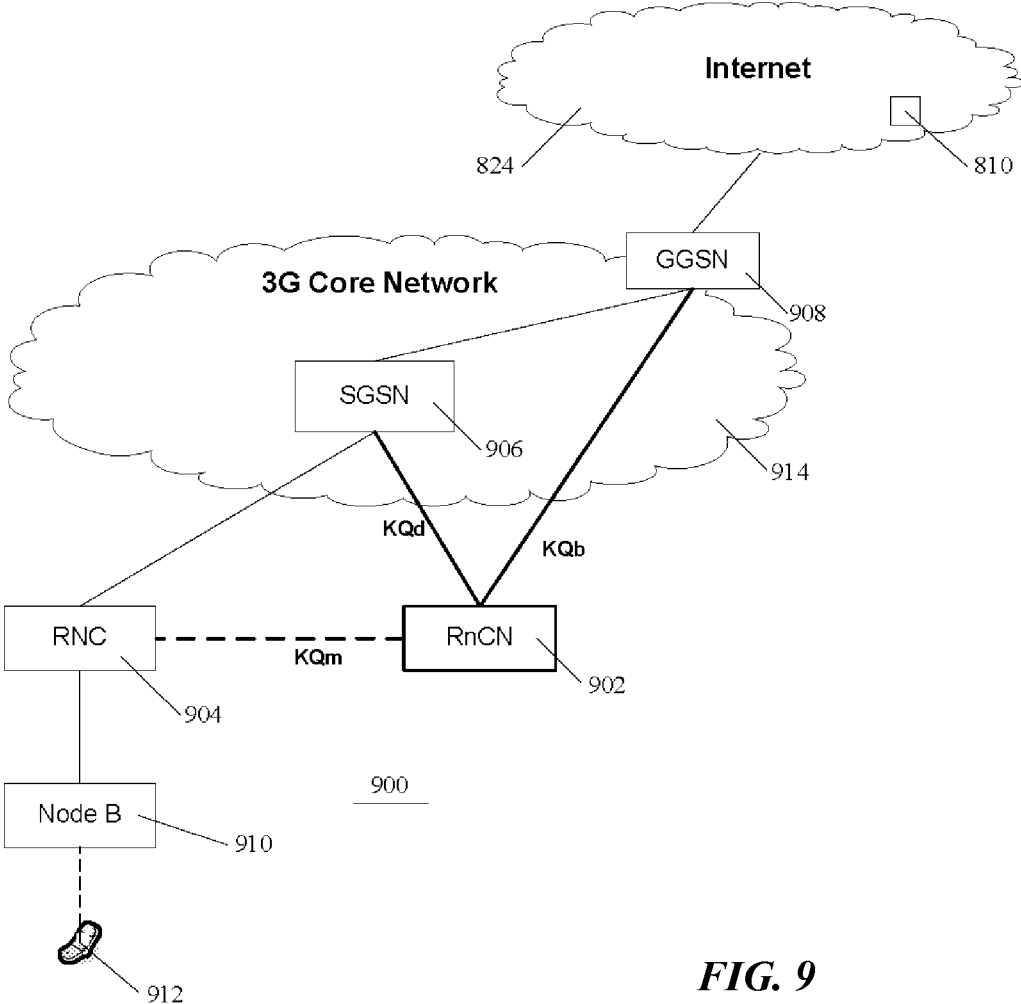 Internet
824
810
GGSN
3G Core Network
908
SGSN
906
914
KQd
KQb
RNC
RnCN
KQm
902
904
900
Node B
910
912
FIG. 9